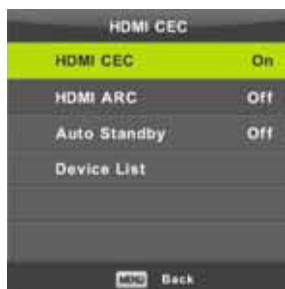 HDMI CEC
HDMI CEC On
HDMI ARC Off
Auto Standby Off
Device List
MENU Back